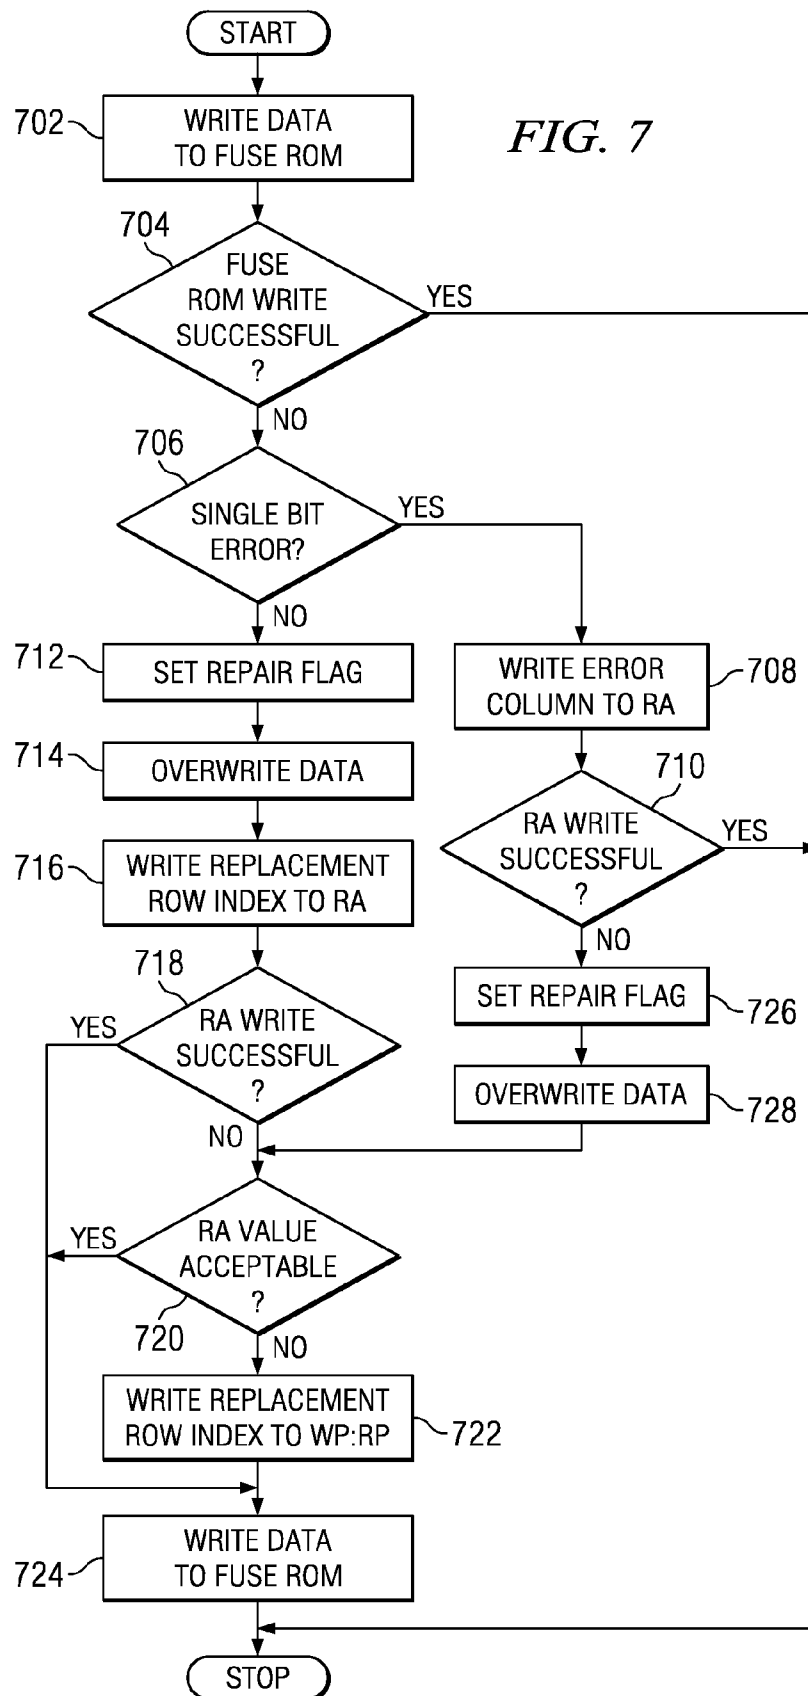 START
FIG. 7
702
WRITE DATA
TO FUSE ROM
704
FUSE
ROM WRITE
SUCCESSFUL
?
YES
NO
706
SINGLE BIT
ERROR?
YES
NO
712
SET REPAIR FLAG
WRITE ERROR
COLUMN TO RA
708
714
OVERWRITE DATA
710
RA WRITE
SUCCESSFUL
?
YES
NO
716
WRITE REPLACEMENT
ROW INDEX TO RA
718
RA WRITE
SUCCESSFUL
?
YES
NO
SET REPAIR FLAG
726
OVERWRITE DATA
728
RA VALUE
ACCEPTABLE
?
YES
720
NO
WRITE REPLACEMENT
ROW INDEX TO WP:RP
722
724
WRITE DATA
TO FUSE ROM
STOP